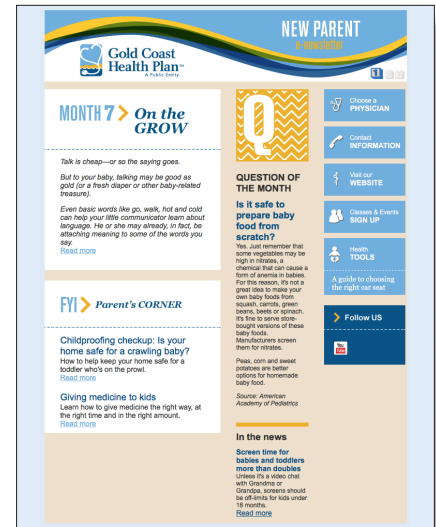 NEW PARENT
e-newsletter
Gold Coast
Health Plan℠
A Public Entity
1
MONTH 7 > On the
GROW
Talk is cheap—or so the saying goes.
But to your baby, talking may be good as
gold (or a fresh diaper or other baby-related
treasure).
Even basic words like go, walk, hot and cold
can help your little communicator learn about
language. He or she may already, in fact, be
attaching meaning to some of the words you
say.
Read more
FYI > Parent's CORNER
Childproofing checkup: Is your
home safe for a crawling baby?
How to help keep your home safe for a
toddler who's on the prowl.
Read more
Giving medicine to kids
Learn how to give medicine the right way, at
the right time and in the right amount.
Read more
Q
QUESTION OF
THE MONTH
Is it safe to
prepare baby
food from
scratch?
Yes. Just remember that
some vegetables may be
high in nitrates, a
chemical that can cause a
form of anemia in babies.
For this reason, it's not a
great idea to make your
own baby foods from
squash, carrots, green
beans, beets or spinach.
It's fine to serve store-
bought versions of these
baby foods.
Manufacturers screen
them for nitrates.
Peas, corn and sweet
potatoes are better
options for homemade
baby food.
Source: American
Academy of Pediatrics
In the news
Screen time for
babies and toddlers
more than doubles
Unless it's a video chat
with Grandma or
Grandpa, screens should
be off-limits for kids under
18 months.
Read more
Choose a
PHYSICIAN
Contact
INFORMATION
Visit our
WEBSITE
Classes & Events
SIGN UP
Health
TOOLS
A guide to choosing
the right car seat
> Follow US
You
Tube